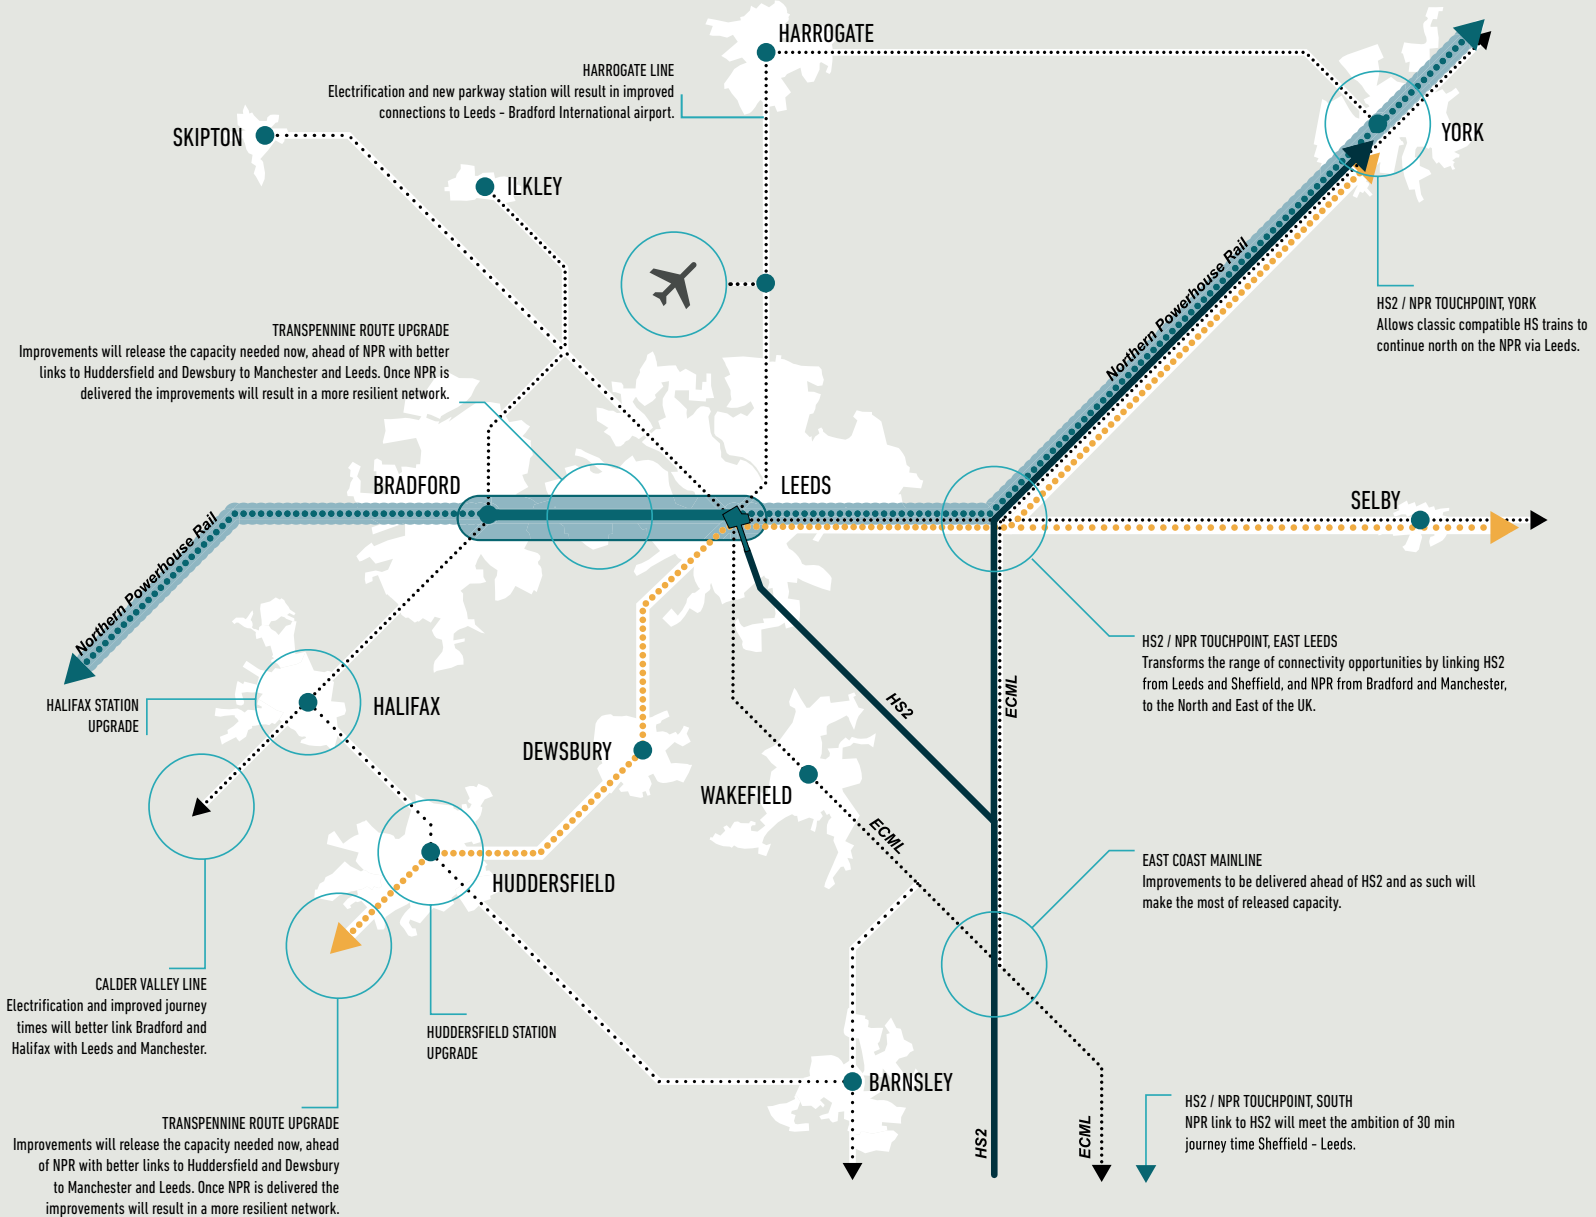 HARROGATE
HARROGATE LINE
Electrification and new parkway station will result in improved
connections to Leeds - Bradford International airport.
SKIPTON
ILKLEY
YORK
Northern Powerhouse Rail
HS2 / NPR TOUCHPOINT, YORK
Allows classic compatible HS trains to
continue north on the NPR via Leeds.
TRANSPENNINE ROUTE UPGRADE
Improvements will release the capacity needed now, ahead of NPR with better
links to Huddersfield and Dewsbury to Manchester and Leeds. Once NPR is
delivered the improvements will result in a more resilient network.
BRADFORD
LEEDS
SELBY
Northern Powerhouse Rail
HS2 / NPR TOUCHPOINT, EAST LEEDS
Transforms the range of connectivity opportunities by linking HS2
from Leeds and Sheffield, and NPR from Bradford and Manchester,
to the North and East of the UK.
HALIFAX STATION
UPGRADE
HALIFAX
HS2
ECML
DEWSBURY
WAKEFIELD
ECML
EAST COAST MAINLINE
Improvements to be delivered ahead of HS2 and as such will
make the most of released capacity.
HUDDERSFIELD
CALDER VALLEY LINE
Electrification and improved journey
times will better link Bradford and
Halifax with Leeds and Manchester.
HUDDERSFIELD STATION
UPGRADE
BARNSLEY
HS2
ECML
HS2 / NPR TOUCHPOINT, SOUTH
NPR link to HS2 will meet the ambition of 30 min
journey time Sheffield - Leeds.
TRANSPENNINE ROUTE UPGRADE
Improvements will release the capacity needed now, ahead
of NPR with better links to Huddersfield and Dewsbury
to Manchester and Leeds. Once NPR is delivered the
improvements will result in a more resilient network.